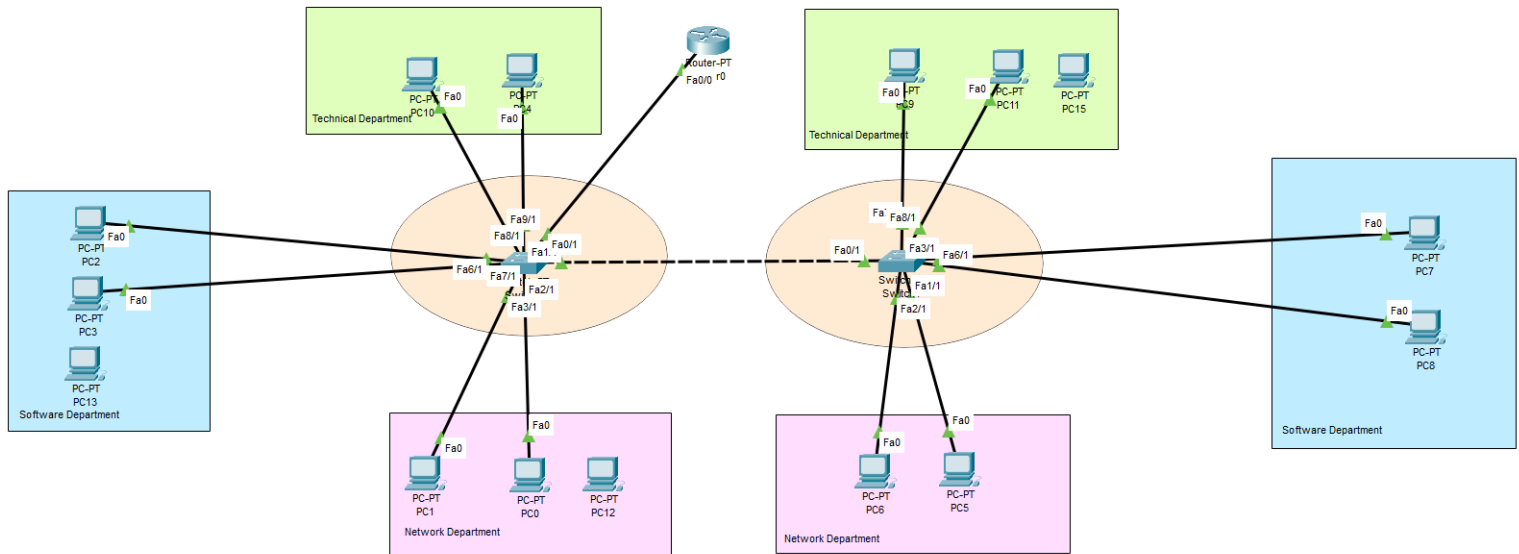 Router-PT
r0
Fa0/0
PC-PT
PC10
Fa0
PC-PT
Fa0
Technical Department
Fa0
PC9
Fa0
PC-PT
PC11
PC-PT
PC15
Technical Department
PC-PT
PC2
Fa0
PC-PT
PC3
Fa0
PC-PT
PC13
Software Department
Fa9/1
Fa8/1
Fa0/1
Fa6/1
Fa7/1
Fa2/1
Fa3/1
Fa8/1
Fa0/1
Fa3/1
Fa6/1
Fa1/1
Fa2/1
Fa0
PC-PT
PC7
Fa0
PC-PT
PC8
Software Department
Fa0
PC-PT
PC1
Fa0
PC-PT
PC0
PC-PT
PC12
Network Department
Fa0
PC-PT
PC6
Fa0
PC-PT
PC5
Network Department